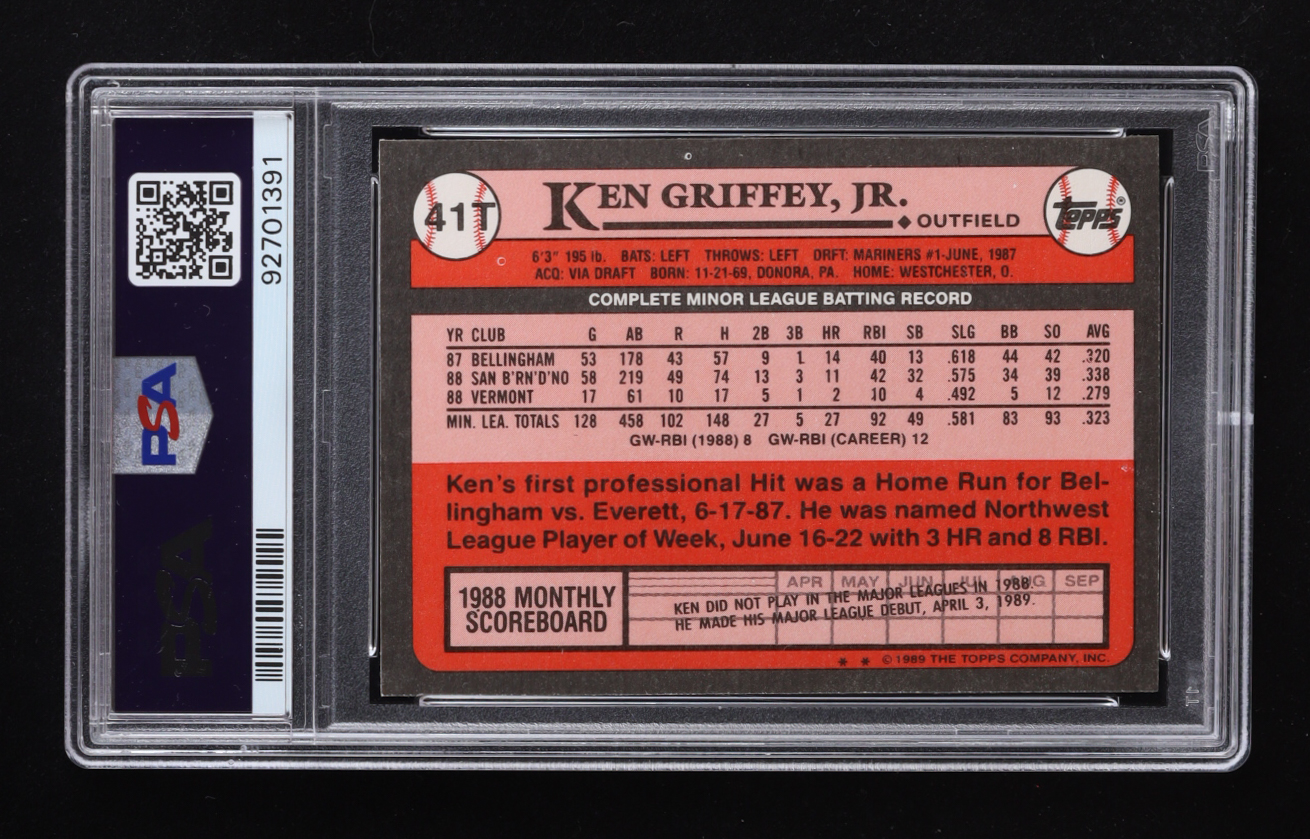 PSA
92701391
PSA
41T
KEN GRIFFEY, JR.
OUTFIELD
TOPPS®
6'3" 195 lb. BATS: LEFT THROWS: LEFT DRFT: MARINERS #1-JUNE, 1987
ACQ: VIA DRAFT BORN: 11-21-69, DONORA, PA. HOME: WESTCHESTER, O.
COMPLETE MINOR LEAGUE BATTING RECORD
YR CLUB G AB R H 2B 3B HR RBI SB SLG BB SO AVG
87 BELLINGHAM 53 178 43 57 9 1 14 40 13 .618 44 42 .320
88 SAN B'RN'D'NO 58 219 49 74 13 3 11 42 32 .575 34 39 .338
88 VERMONT 17 61 10 17 5 1 2 10 4 .492 5 12 .279
MIN. LEA. TOTALS 128 458 102 148 27 5 27 92 49 .581 83 93 .323
GW-RBI (1988) 8 GW-RBI (CAREER) 12
Ken's first professional Hit was a Home Run for Bel-
lingham vs. Everett, 6-17-87. He was named Northwest
League Player of Week, June 16-22 with 3 HR and 8 RBI.
1988 MONTHLY
SCOREBOARD
APR MAY JUN JUL AUG SEP
KEN DID NOT PLAY IN THE MAJOR LEAGUES IN 1988.
HE MADE HIS MAJOR LEAGUE DEBUT, APRIL 3, 1989.
* * © 1989 THE TOPPS COMPANY, INC.